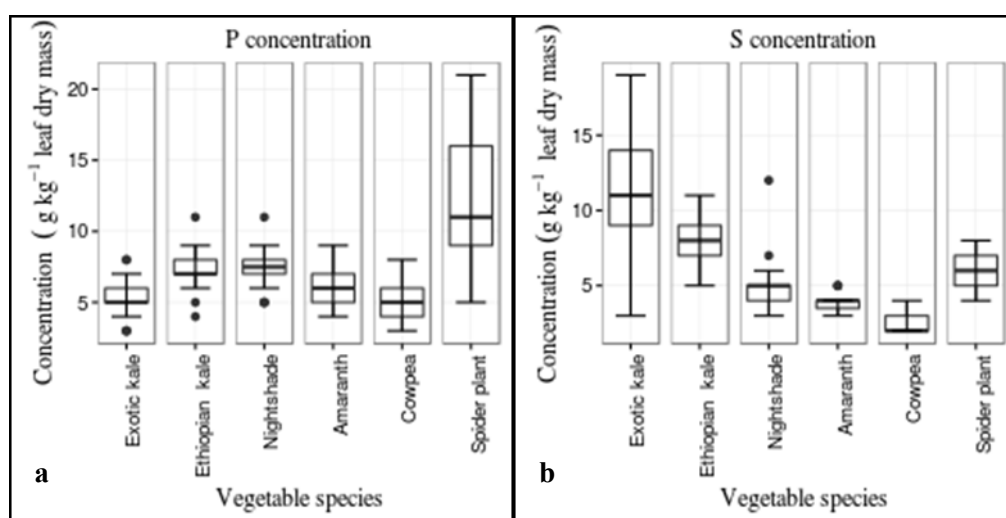 P concentration
Concentration ( g kg⁻¹ leaf dry mass)
20
15
10
5
Exotic kale
Ethiopian kale
Nightshade
Amaranth
Cowpea
Spider plant
a
Vegetable species
S concentration
Concentration (g kg⁻¹ leaf dry mass)
15
10
5
Exotic kale
Ethiopian kale
Nightshade
Amaranth
Cowpea
Spider plant
b
Vegetable species